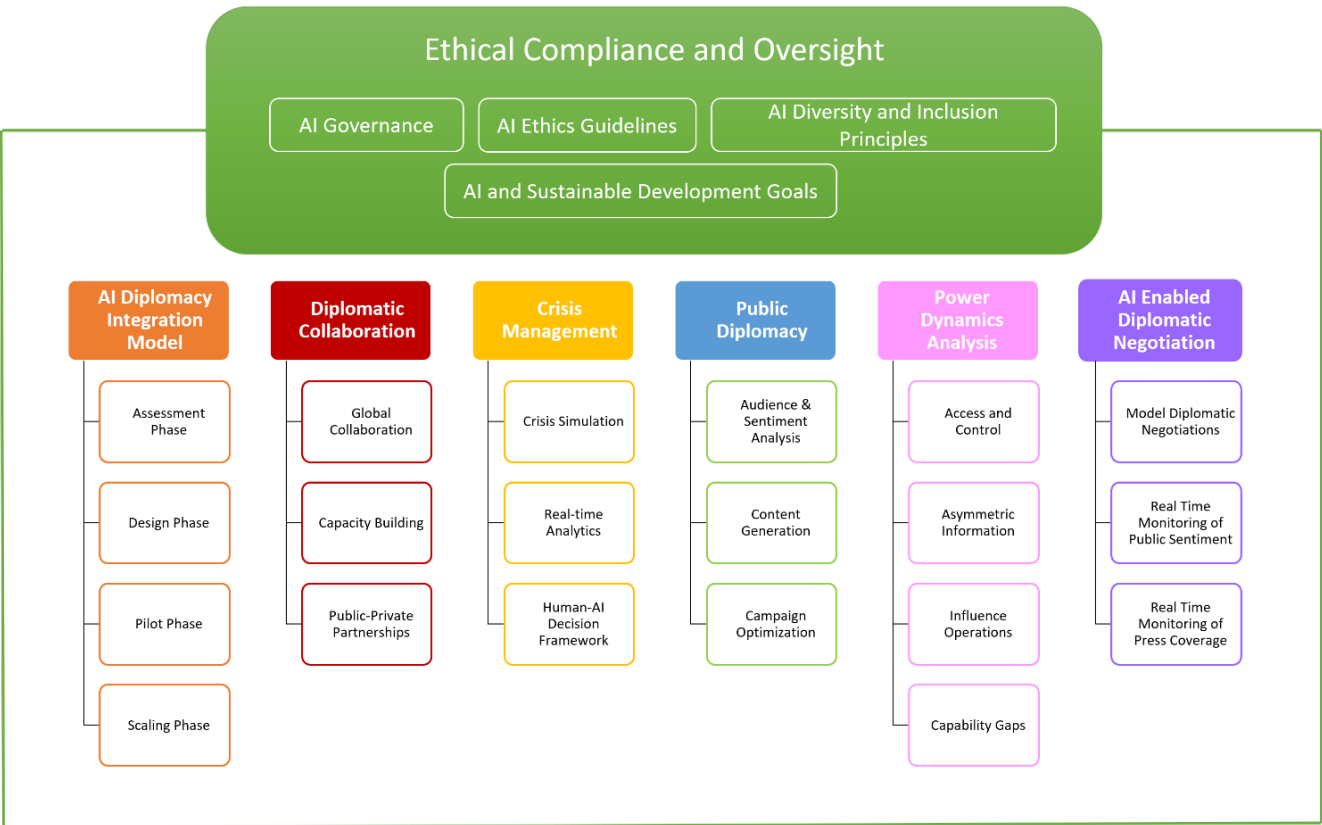 Ethical Compliance and Oversight
AI Governance
AI Ethics Guidelines
AI Diversity and Inclusion
Principles
AI and Sustainable Development Goals
AI Diplomacy
Integration
Model
Assessment
Phase
Design Phase
Pilot Phase
Scaling Phase
Diplomatic
Collaboration
Global
Collaboration
Capacity Building
Public-Private
Partnerships
Crisis
Management
Crisis Simulation
Real-time
Analytics
Human-AI
Decision
Framework
Public
Diplomacy
Audience &
Sentiment
Analysis
Content
Generation
Campaign
Optimization
Power
Dynamics
Analysis
Access and
Control
Asymmetric
Information
Influence
Operations
Capability Gaps
AI Enabled
Diplomatic
Negotiation
Model Diplomatic
Negotiations
Real Time
Monitoring of
Public Sentiment
Real Time
Monitoring of
Press Coverage